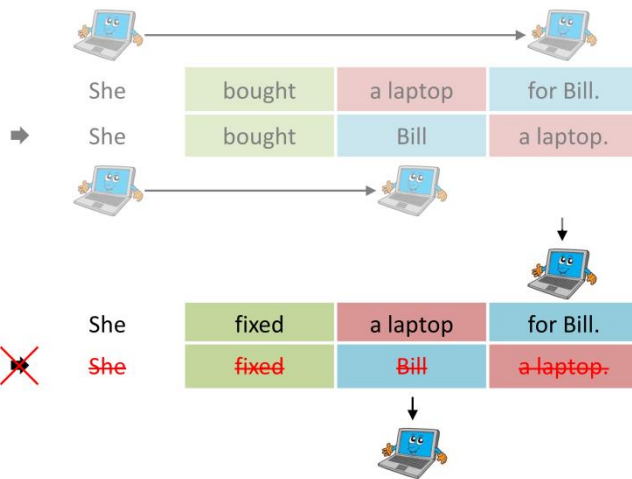 She bought a laptop for Bill.
She bought Bill a laptop.
She fixed a laptop for Bill.
She fixed Bill a laptop.